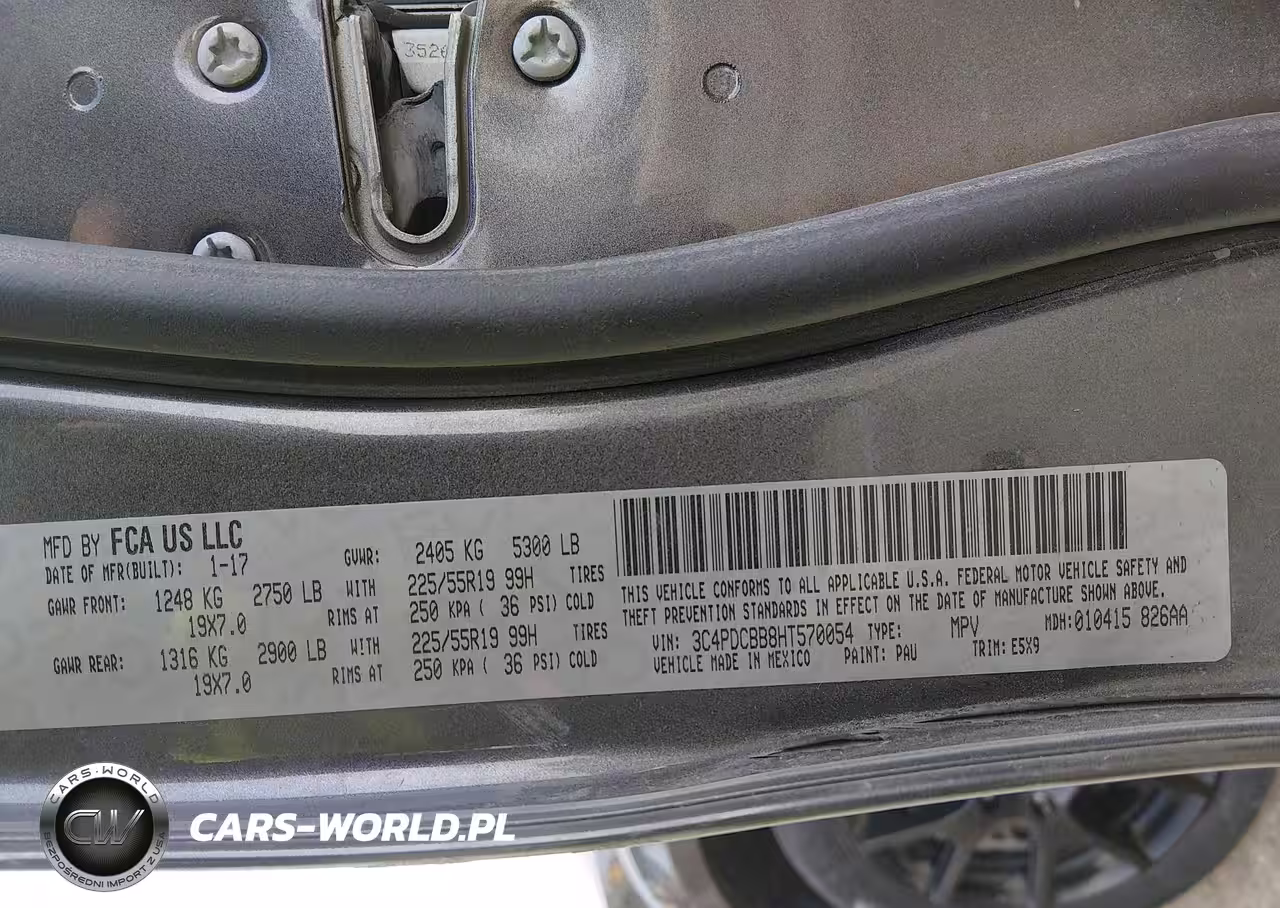 3526
MFD BY FCA US LLC
DATE OF MFR(BUILT): 1-17
GVWR: 2405 KG 5300 LB
GAWR FRONT: 1248 KG 2750 LB WITH 225/55R19 99H TIRES
19X7.0 RIMS AT 250 KPA ( 36 PSI) COLD
GAWR REAR: 1316 KG 2900 LB WITH 225/55R19 99H TIRES
19X7.0 RIMS AT 250 KPA ( 36 PSI) COLD
THIS VEHICLE CONFORMS TO ALL APPLICABLE U.S.A. FEDERAL MOTOR VEHICLE SAFETY AND
THEFT PREVENTION STANDARDS IN EFFECT ON THE DATE OF MANUFACTURE SHOWN ABOVE.
VIN: 3C4PDCBB8HT570054 TYPE: MPV MDH:010415 826AA
VEHICLE MADE IN MEXICO PAINT: PAU TRIM: E5X9
CARS-WORLD
CW
BEZPOŚREDNI IMPORT Z USA
CARS-WORLD.PL